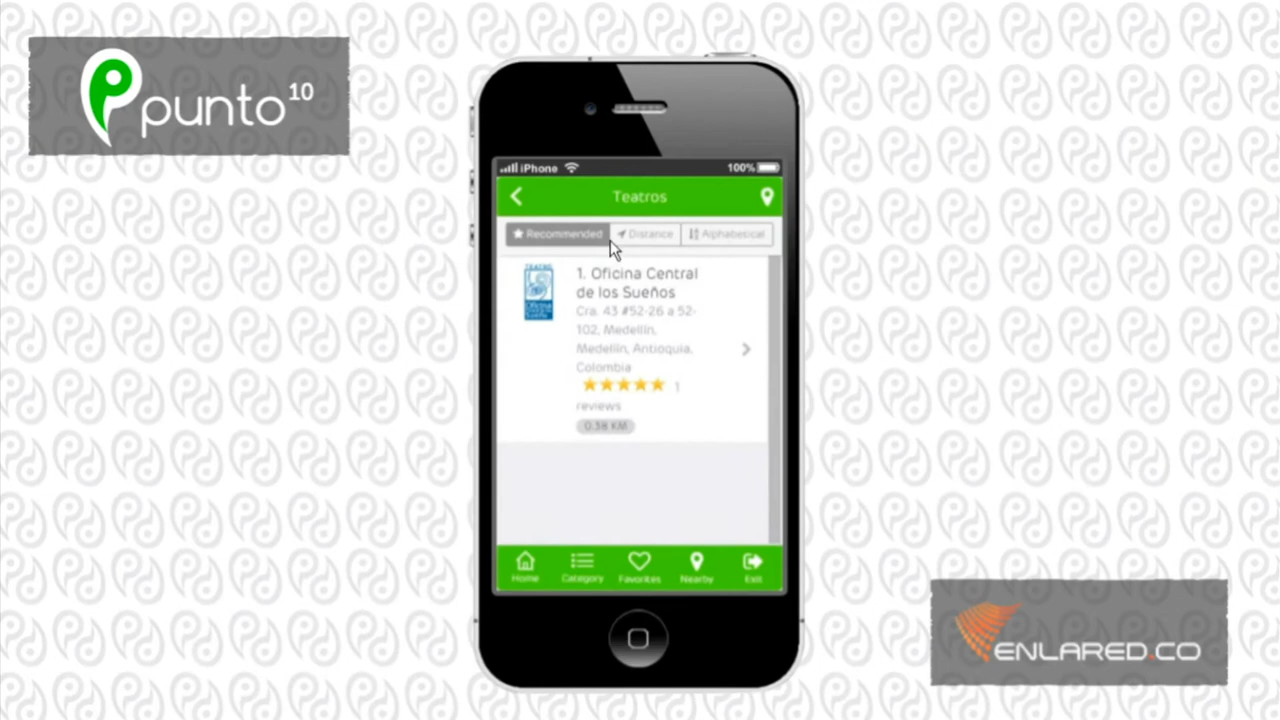 punto10
iPhone
100%
Teatros
Recommended
Distance
Alphabetical
1. Oficina Central
de los Sueños
Cra. 43 #52-26 a 52-
102, Medellín,
Medellín, Antioquia,
Colombia
1
reviews
0.38 KM
Home
Category
Favorites
Nearby
Exit
ENLARED.CO